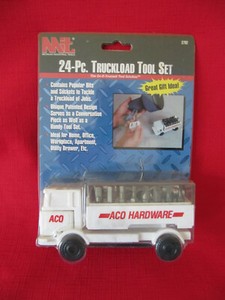 24-Pc. Truckload Tool Set
Great Gift Idea!
Contains Popular Bits
and Sockets to Tackle
a Truckload of Jobs.
Unique Patented Design
Serves as a Conversation
Piece as Well as a
Handy Tool Set.
Ideal for Home, Office,
Workplace, Apartment,
Utility Drawer, Etc.
ACO
ACO HARDWARE